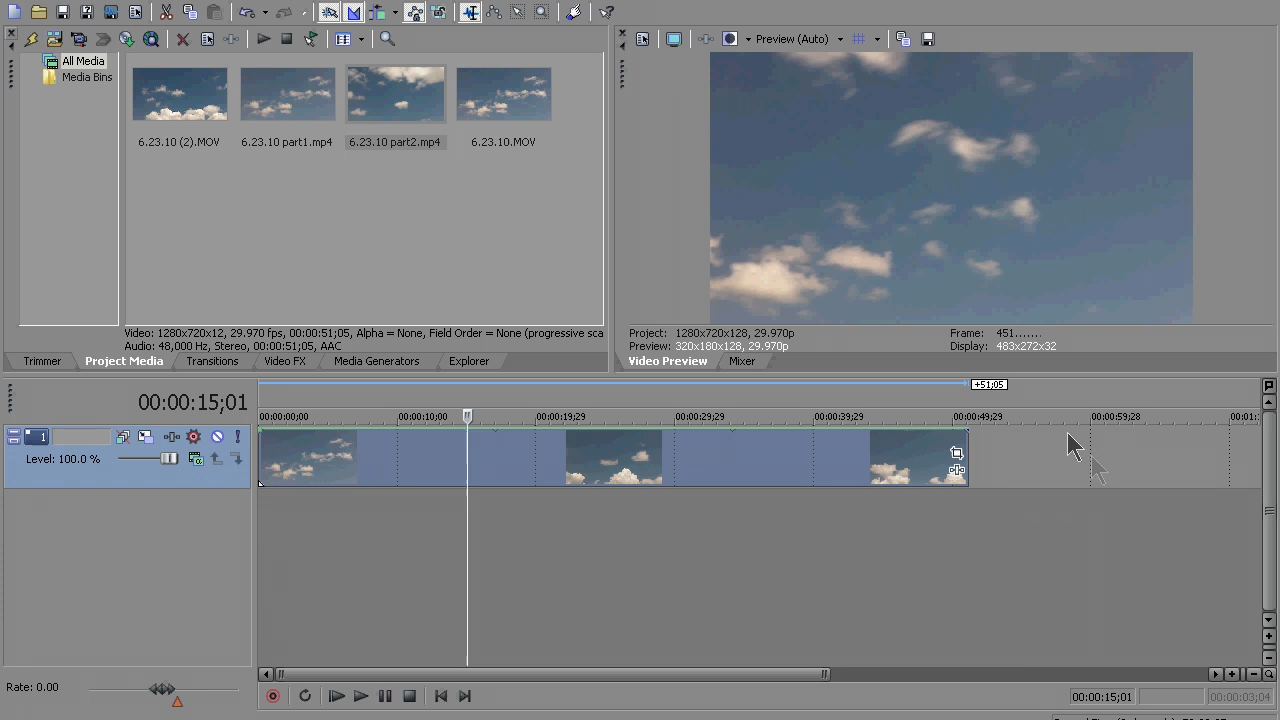 Preview (Auto)
All Media
Media Bins
6.23.10 (2).MOV
6.23.10 part1.mp4
6.23.10 part2.mp4
6.23.10.MOV
Video: 1280x720x12, 29.970 fps, 00:00:51;05, Alpha = None, Field Order = None (progressive sca
Audio: 48,000 Hz, Stereo, 00:00:51;05, AAC
Project: 1280x720x128, 29.970p
Frame: 451.......
Preview: 320x180x128, 29.970p
Display: 483x272x32
Trimmer
Project Media
Transitions
Video FX
Media Generators
Explorer
Video Preview
Mixer
+51;05
00:00:15;01
00:00:00;00
00:00:10;00
00:00:19;29
00:00:29;29
00:00:39;29
00:00:49;29
00:00:59;28
00:01:
1
Level: 100.0 %
Rate: 0.00
00:00:15;01
00:00:03;04